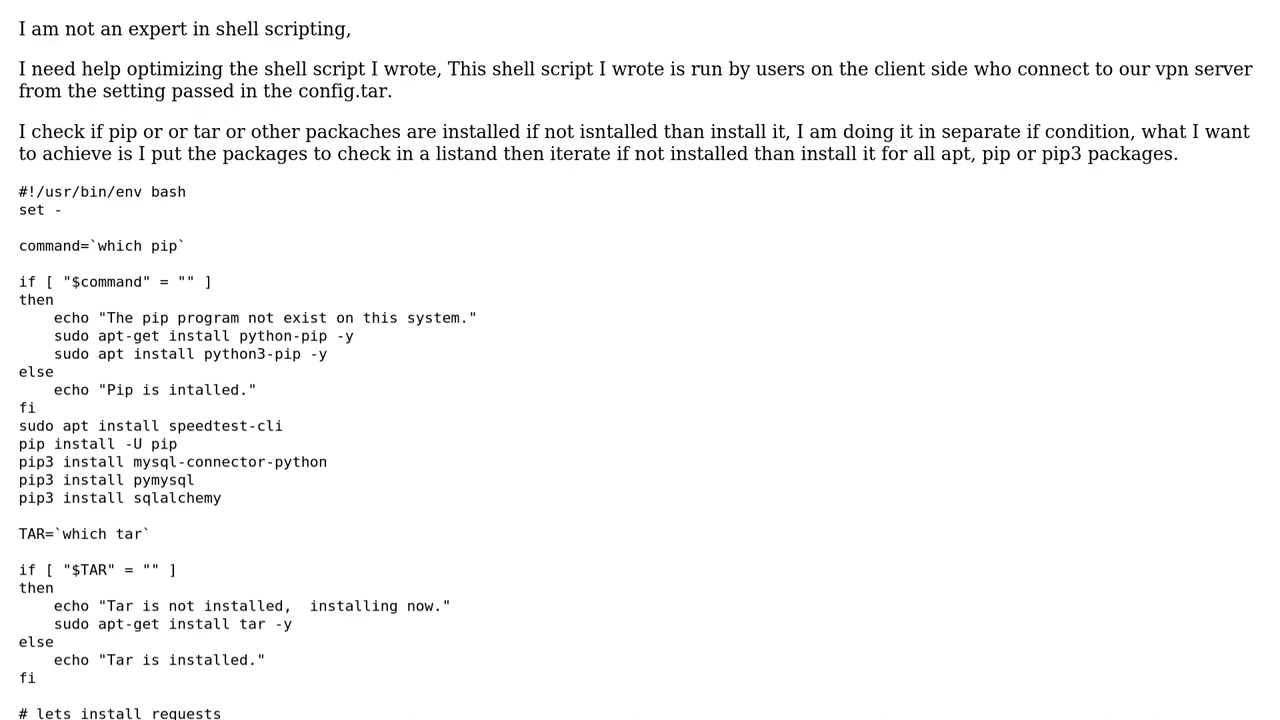 I am not an expert in shell scripting,
I need help optimizing the shell script I wrote, This shell script I wrote is run by users on the client side who connect to our vpn server
from the setting passed in the config.tar.
I check if pip or or tar or other packaches are installed if not isntalled than install it, I am doing it in separate if condition, what I want
to achieve is I put the packages to check in a listand then iterate if not installed than install it for all apt, pip or pip3 packages.
#!/usr/bin/env bash
set -
command=`which pip`
if [ "$command" = "" ]
then
    echo "The pip program not exist on this system."
    sudo apt-get install python-pip -y
    sudo apt install python3-pip -y
else
    echo "Pip is intalled."
fi
sudo apt install speedtest-cli
pip install -U pip
pip3 install mysql-connector-python
pip3 install pymysql
pip3 install sqlalchemy
TAR=`which tar`
if [ "$TAR" = "" ]
then
    echo "Tar is not installed,  installing now."
    sudo apt-get install tar -y
else
    echo "Tar is installed."
fi
# lets install requests